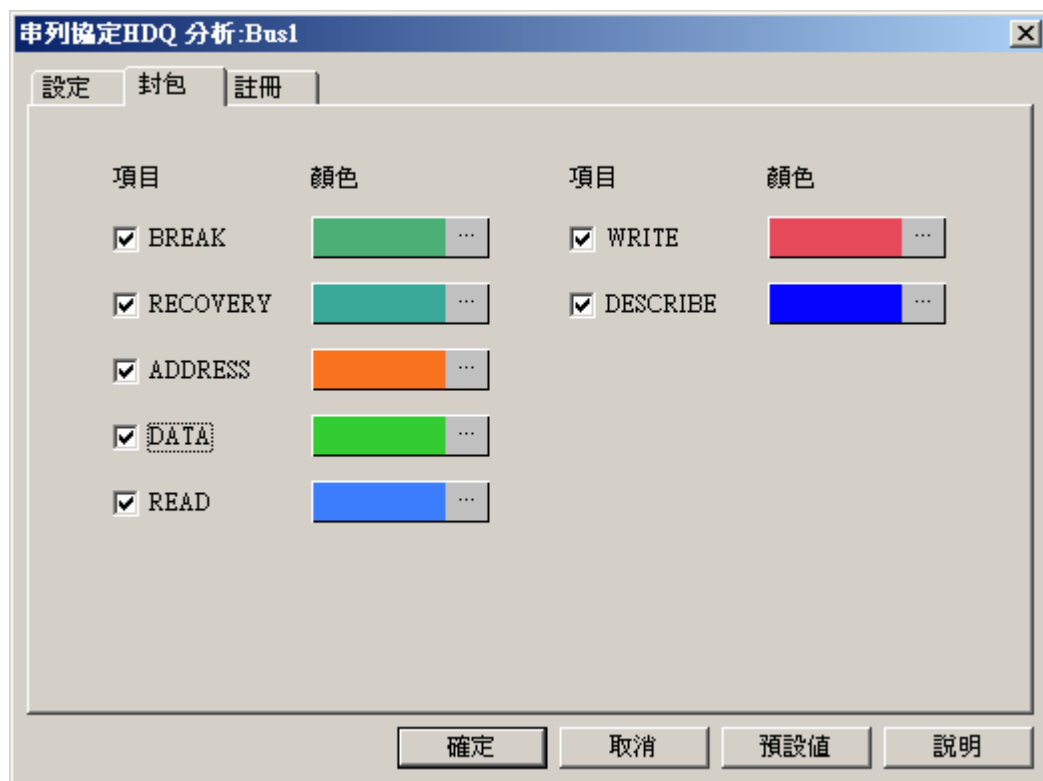 串列協定HDQ 分析:Bus1
設定 封包 註冊
項目 顏色 項目 顏色
BREAK ... WRITE ...
RECOVERY ... DESCRIBE ...
ADDRESS ...
DATA ...
READ ...
確定 取消 預設値 說明